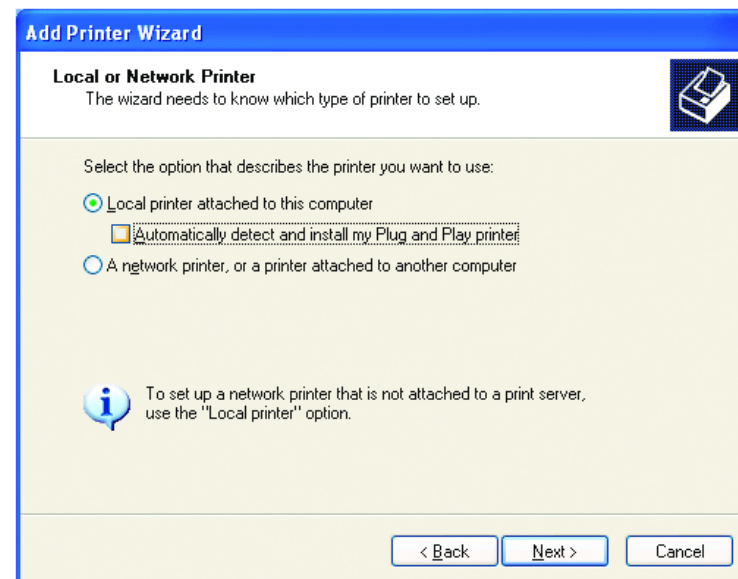 Add Printer Wizard
Local or Network Printer
The wizard needs to know which type of printer to set up.
Select the option that describes the printer you want to use:
Local printer attached to this computer
Automatically detect and install my Plug and Play printer
A network printer, or a printer attached to another computer
To set up a network printer that is not attached to a print server,
use the "Local printer" option.
< Back
Next >
Cancel